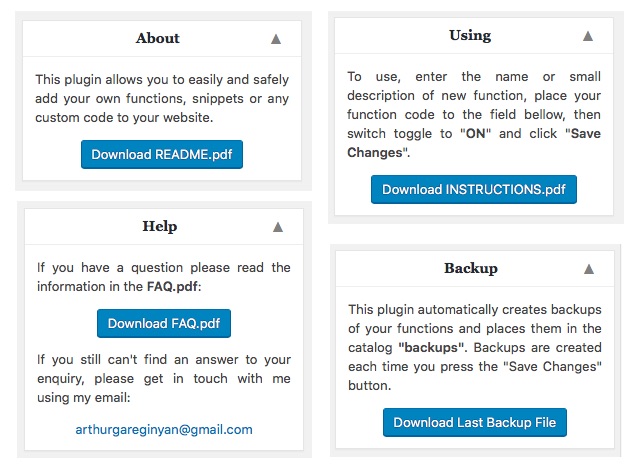 About ▲
This plugin allows you to easily and safely
add your own functions, snippets or any
custom code to your website.
Download README.pdf
Using ▲
To use, enter the name or small
description of new function, place your
function code to the field bellow, then
switch toggle to "ON" and click "Save
Changes".
Download INSTRUCTIONS.pdf
Help ▲
If you have a question please read the
information in the FAQ.pdf:
Download FAQ.pdf
If you still can't find an answer to your
enquiry, please get in touch with me
using my email:
arthurgareginyan@gmail.com
Backup ▲
This plugin automatically creates backups
of your functions and places them in the
catalog "backups". Backups are created
each time you press the "Save Changes"
button.
Download Last Backup File